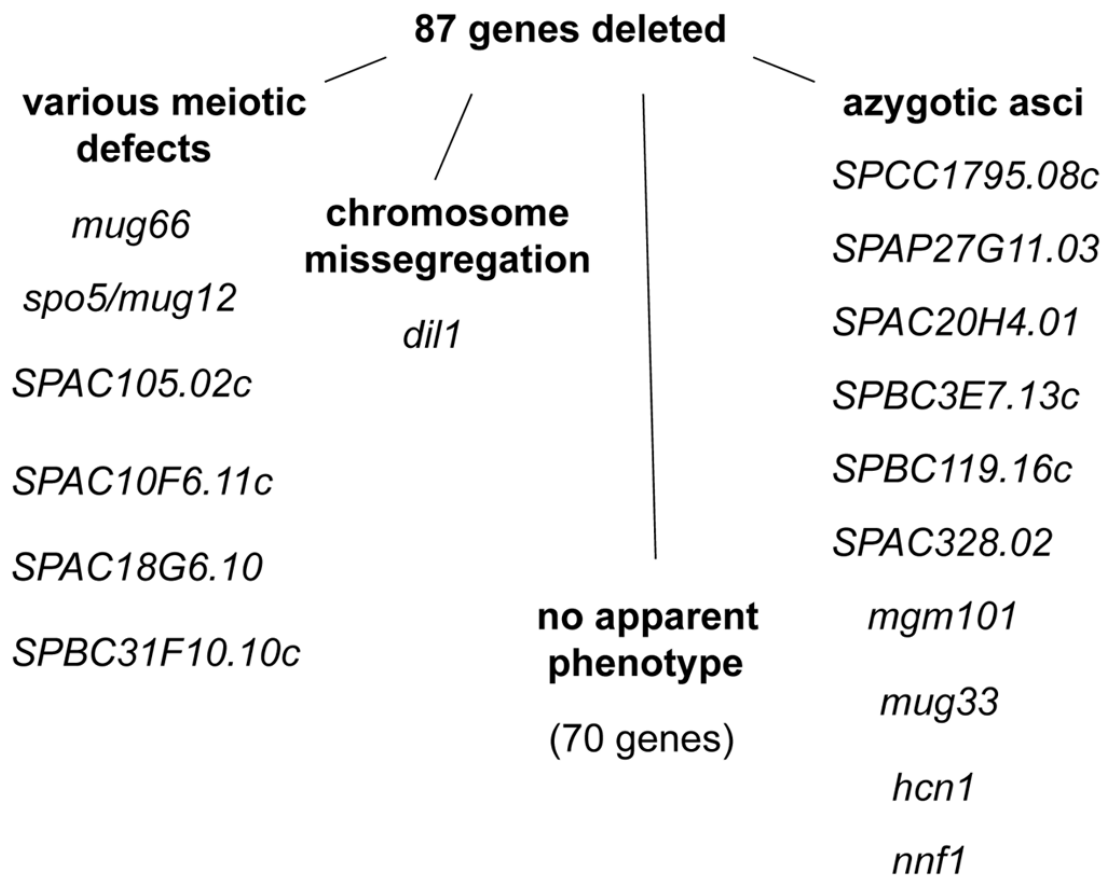 87 genes deleted
various meiotic
defects
mug66
spo5/mug12
SPAC105.02c
SPAC10F6.11c
SPAC18G6.10
SPBC31F10.10c
chromosome
missegregation
dil1
no apparent
phenotype
(70 genes)
azygotic asci
SPCC1795.08c
SPAP27G11.03
SPAC20H4.01
SPBC3E7.13c
SPBC119.16c
SPAC328.02
mgm101
mug33
hcn1
nnf1